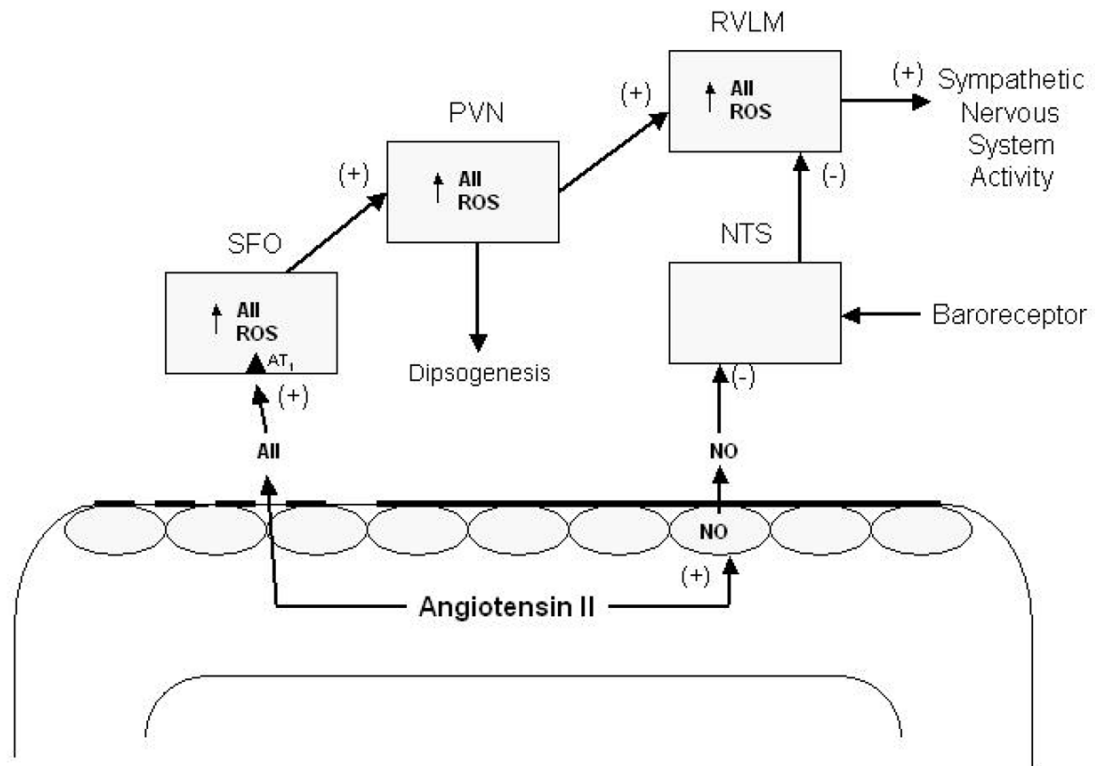 RVLM
(+)
AII
ROS
(+)
Sympathetic
Nervous
System
Activity
PVN
(+)
AII
ROS
(-)
SFO
NTS
AII
ROS
AT1
(+)
Dipsogenesis
Baroreceptor
(-)
AII
NO
NO
(+)
Angiotensin II